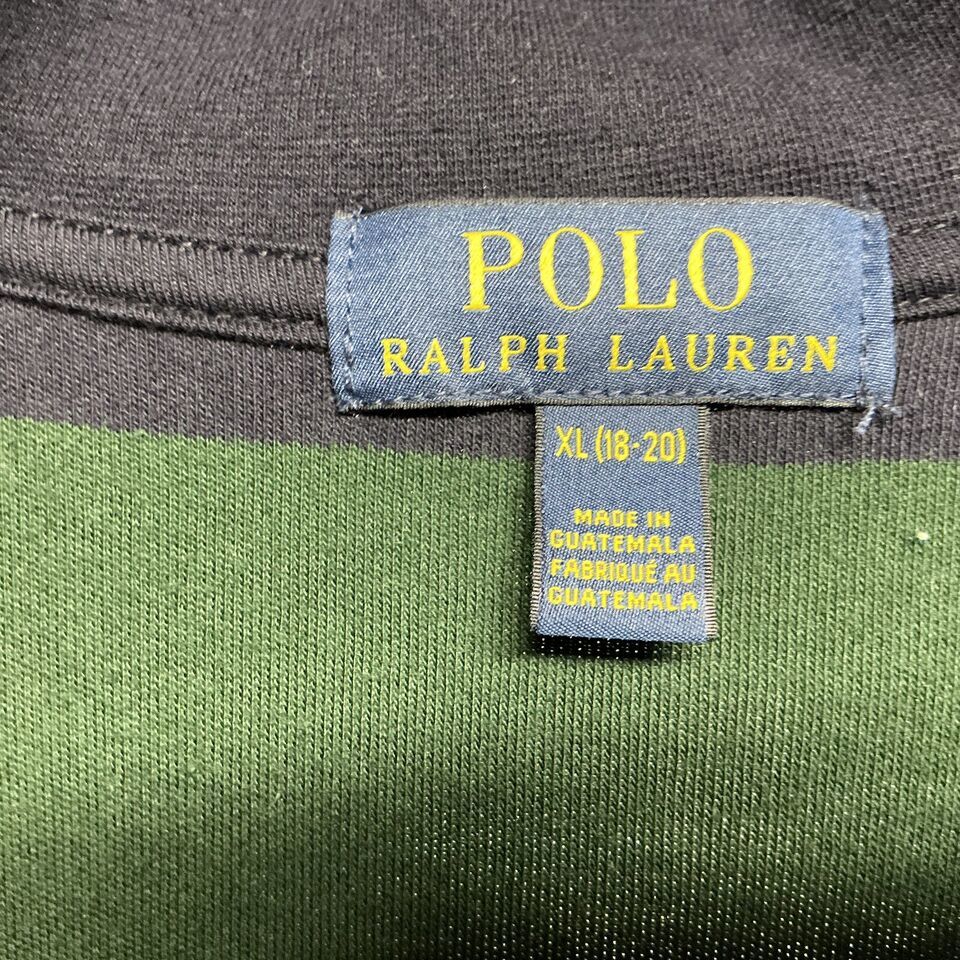 POLO
RALPH LAUREN
XL (18-20)
MADE IN
GUATEMALA
FABRIQUÉ AU
GUATEMALA